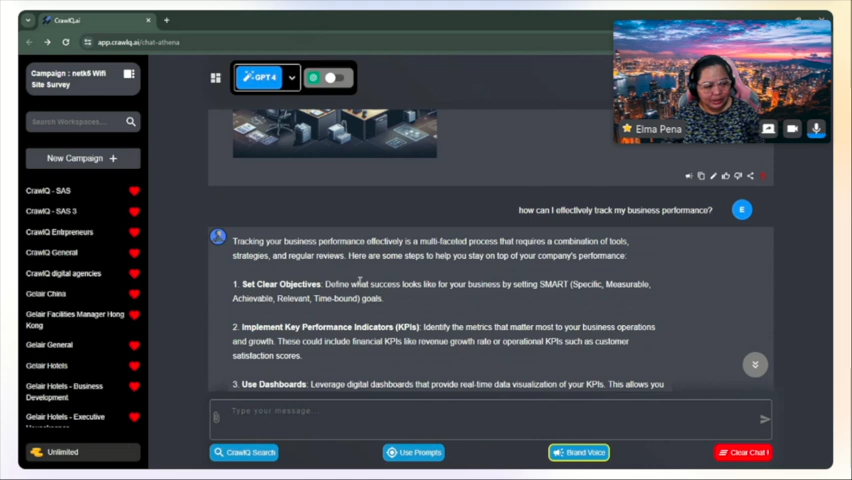 CrawlQ.ai
app.crawlq.ai/chat-athena
Campaign : netk5 Wifi
Site Survey
Search Workspaces...
New Campaign +
CrawlQ - SAS
CrawlQ - SAS 3
CrawlQ Entrpreneurs
CrawlQ General
CrawlQ digital agencies
Gelair China
Gelair Facilities Manager Hong
Kong
Gelair General
Gelair Hotels
Gelair Hotels - Business
Development
Gelair Hotels - Executive
Unlimited
GPT4
Elma Pena
how can I effectively track my business performance?
E
Tracking your business performance effectively is a multi-faceted process that requires a combination of tools,
strategies, and regular reviews. Here are some steps to help you stay on top of your company's performance:
1. Set Clear Objectives: Define what success looks like for your business by setting SMART (Specific, Measurable,
Achievable, Relevant, Time-bound) goals.
2. Implement Key Performance Indicators (KPIs): Identify the metrics that matter most to your business operations
and growth. These could include financial KPIs like revenue growth rate or operational KPIs such as customer
satisfaction scores.
3. Use Dashboards: Leverage digital dashboards that provide real-time data visualization of your KPIs. This allows you
Type your message...
CrawlQ Search
Use Prompts
Brand Voice
Clear Chat !